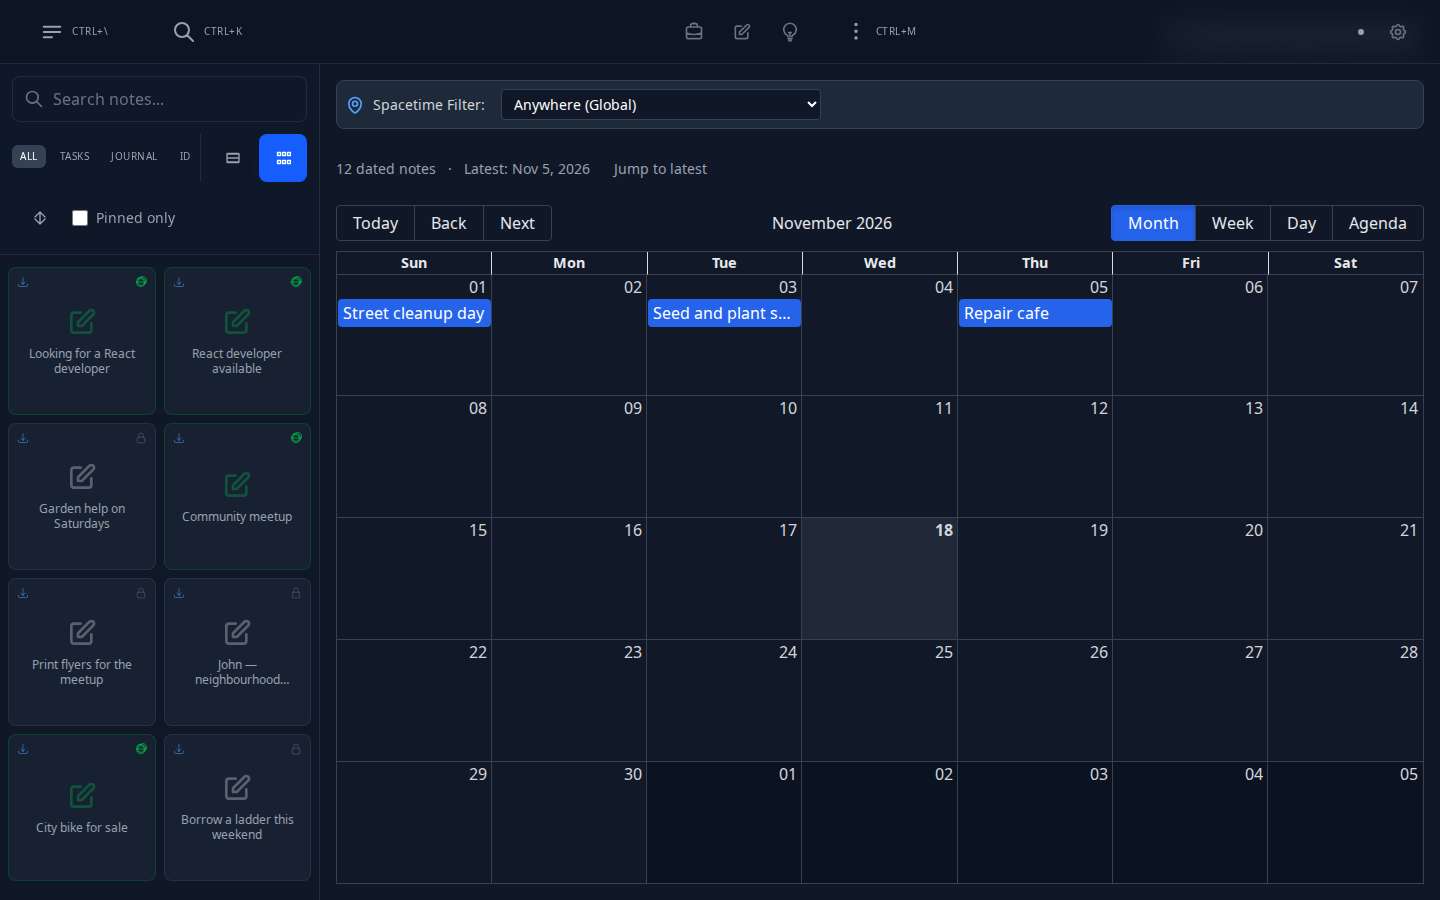 CTRL+\ CTRL+K CTRL+M
Search notes...
ALL TASKS JOURNAL ID
Pinned only
Looking for a React
developer
React developer
available
Garden help on
Saturdays
Community meetup
Print flyers for the
meetup
John —
neighbourhood...
City bike for sale
Borrow a ladder this
weekend
Spacetime Filter: Anywhere (Global)
12 dated notes · Latest: Nov 5, 2026 Jump to latest
Today Back Next November 2026 Month Week Day Agenda
Sun Mon Tue Wed Thu Fri Sat
01 02 03 04 05 06 07
Street cleanup day Seed and plant s... Repair cafe
08 09 10 11 12 13 14
15 16 17 18 19 20 21
22 23 24 25 26 27 28
29 30 01 02 03 04 05